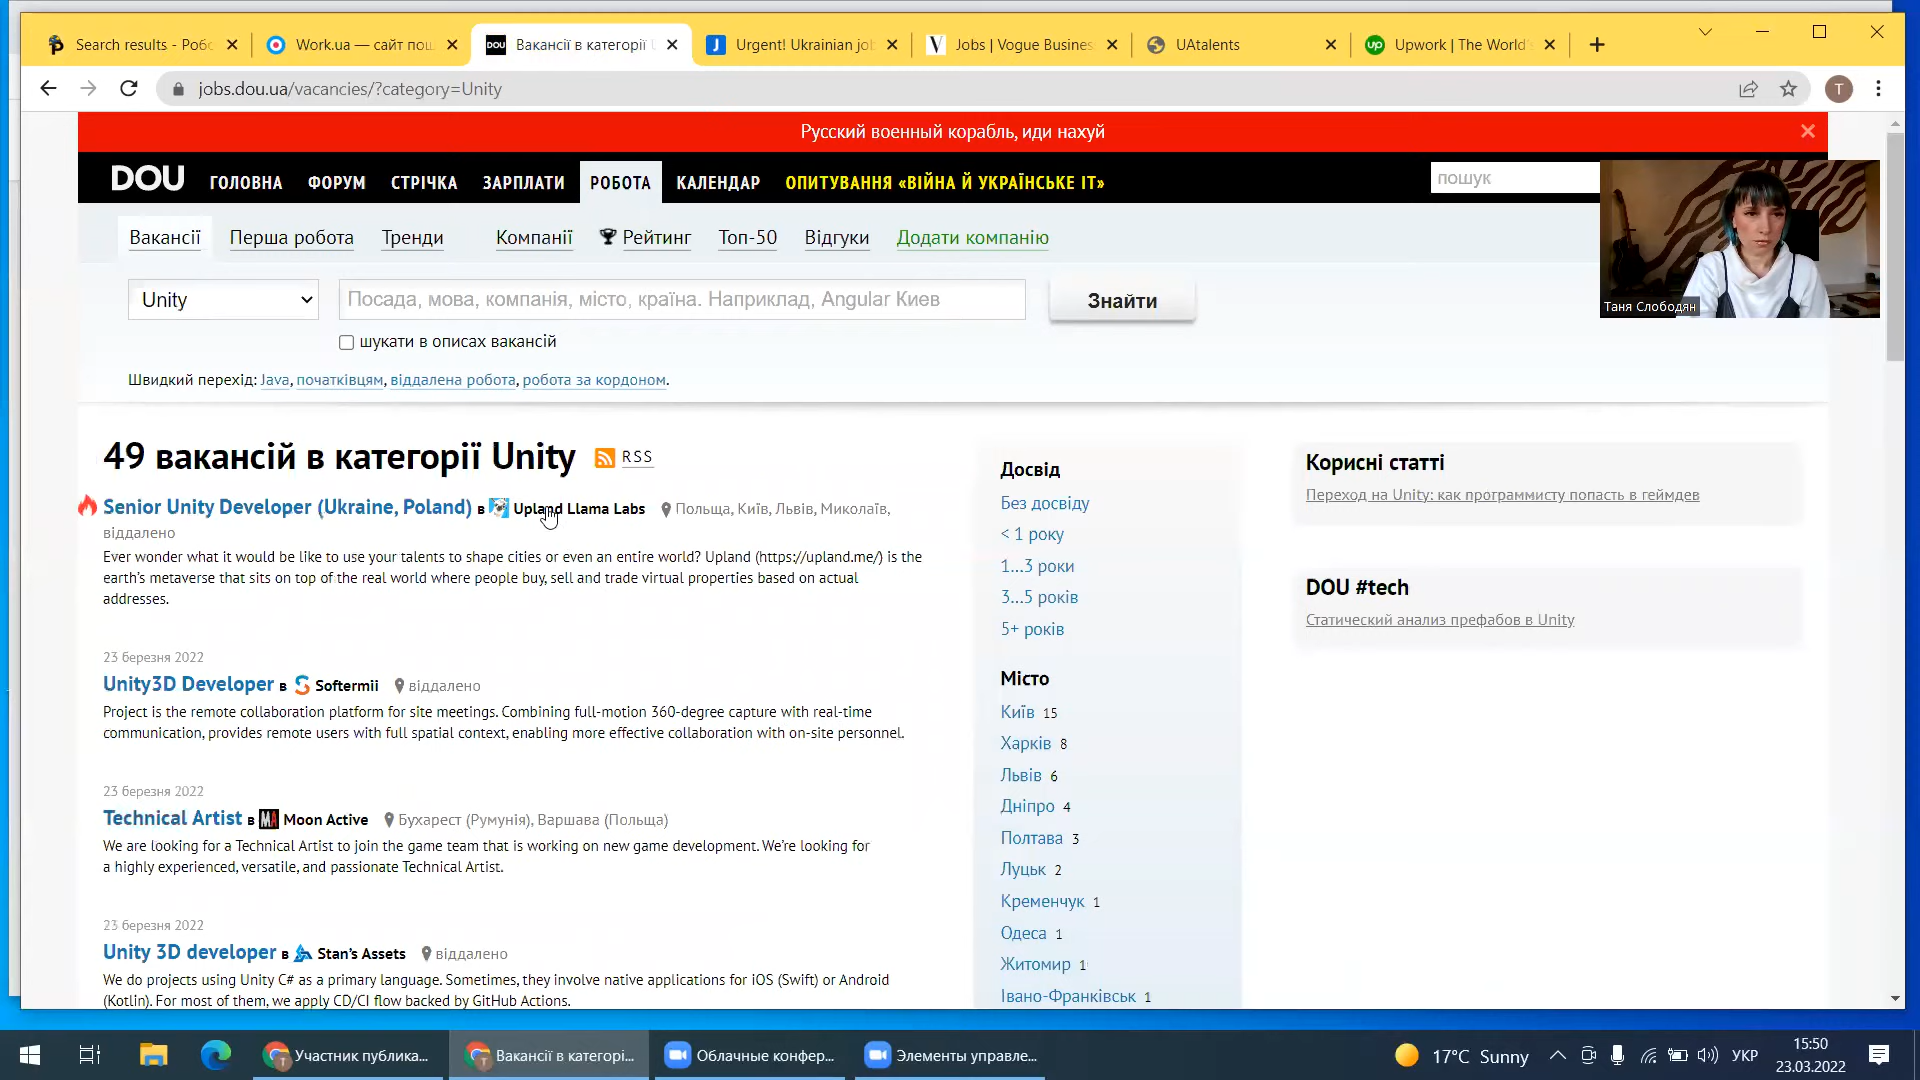 Search results - Робо
Work.ua — сайт пош
Вакансії в категорії U
Urgent! Ukrainian job
Jobs | Vogue Busines
UAtalents
Upwork | The World's
jobs.dou.ua/vacancies/?category=Unity
T
Русский военный корабль, иди нахуй
DOU ГОЛОВНА ФОРУМ СТРІЧКА ЗАРПЛАТИ РОБОТА КАЛЕНДАР ОПИТУВАННЯ «ВІЙНА Й УКРАЇНСЬКЕ ІТ»
пошук
Вакансії Перша робота Тренди Компанії Рейтинг Топ-50 Відгуки Додати компанію
Unity
Посада, мова, компанія, місто, країна. Наприклад, Angular Киев
Знайти
шукати в описах вакансій
Швидкий перехід: Java, початківцям, віддалена робота, робота за кордоном.
Таня Слободян
49 вакансій в категорії Unity RSS
Senior Unity Developer (Ukraine, Poland) в Upland Llama Labs Польща, Київ, Львів, Миколаїв,
віддалено
Ever wonder what it would be like to use your talents to shape cities or even an entire world? Upland (https://upland.me/) is the
earth's metaverse that sits on top of the real world where people buy, sell and trade virtual properties based on actual
addresses.
23 березня 2022
Unity3D Developer в Softermii віддалено
Project is the remote collaboration platform for site meetings. Combining full-motion 360-degree capture with real-time
communication, provides remote users with full spatial context, enabling more effective collaboration with on-site personnel.
23 березня 2022
Technical Artist в Moon Active Бухарест (Румунія), Варшава (Польща)
We are looking for a Technical Artist to join the game team that is working on new game development. We're looking for
a highly experienced, versatile, and passionate Technical Artist.
23 березня 2022
Unity 3D developer в Stan's Assets віддалено
We do projects using Unity C# as a primary language. Sometimes, they involve native applications for iOS (Swift) or Android
(Kotlin). For most of them, we apply CD/CI flow backed by GitHub Actions.
Досвід
Без досвіду
< 1 року
1…3 роки
3…5 років
5+ років
Місто
Київ 15
Харків 8
Львів 6
Дніпро 4
Полтава 3
Луцьк 2
Кременчук 1
Одеса 1
Житомир 1
Івано-Франківськ 1
Корисні статті
Переход на Unity: как программисту попасть в геймдев
DOU #tech
Статический анализ префабов в Unity
Участник публика...
Вакансії в категорі...
Облачные конфер...
Элементы управле...
17°C Sunny
УКР
15:50
23.03.2022